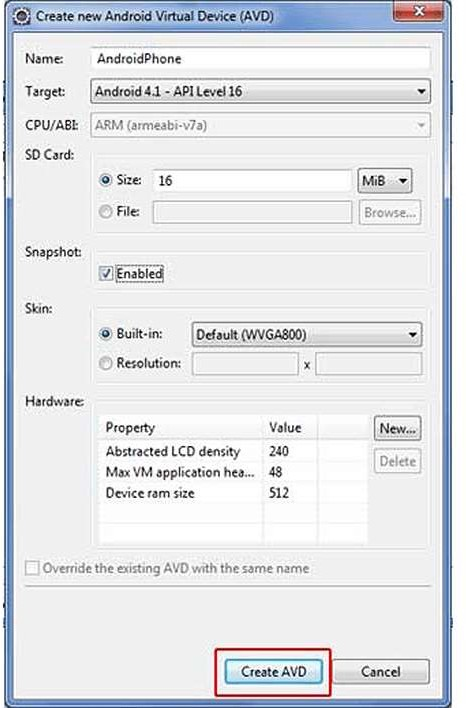 Create new Android Virtual Device (AVD)
Name: AndroidPhone
Target: Android 4.1 - API Level 16
CPU/ABI: ARM (armeabi-v7a)
SD Card:
Size: 16 MiB
File: Browse...
Snapshot:
Enabled
Skin:
Built-in: Default (WVGA800)
Resolution: x
Hardware:
Property Value New...
Abstracted LCD density 240
Delete
Max VM application hea... 48
Device ram size 512
Override the existing AVD with the same name
Create AVD Cancel